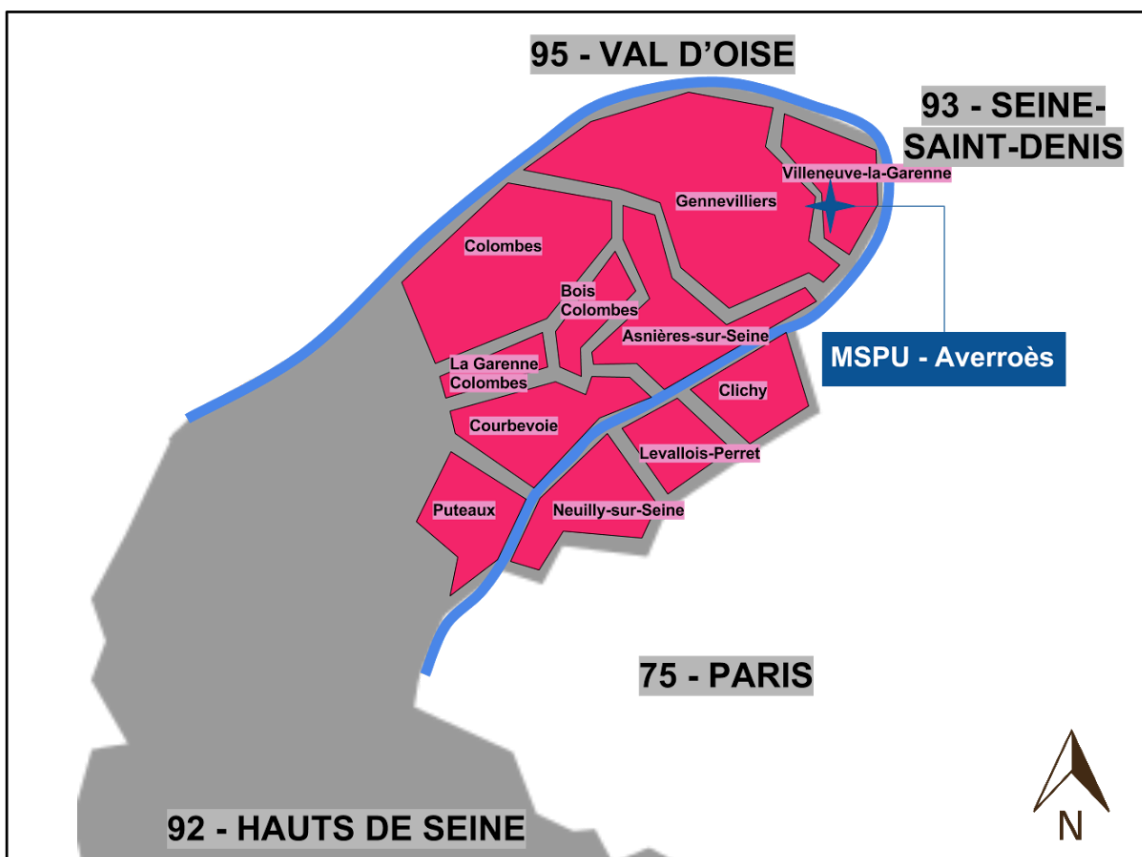 95 - VAL D’OISE
93 - SEINE-
SAINT-DENIS
Villeneuve-la-Garenne
Gennevilliers
Colombes
Bois
Colombes
Asnières-sur-Seine
MSPU - Averroès
La Garenne
Colombes
Clichy
Courbevoie
Levallois-Perret
Puteaux
Neuilly-sur-Seine
75 - PARIS
92 - HAUTS DE SEINE
N